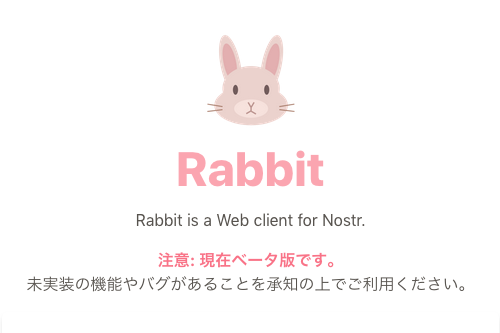 Rabbit
Rabbit is a Web client for Nostr.
注意: 現在ベータ版です。
未実装の機能やバグがあることを承知の上でご利用ください。